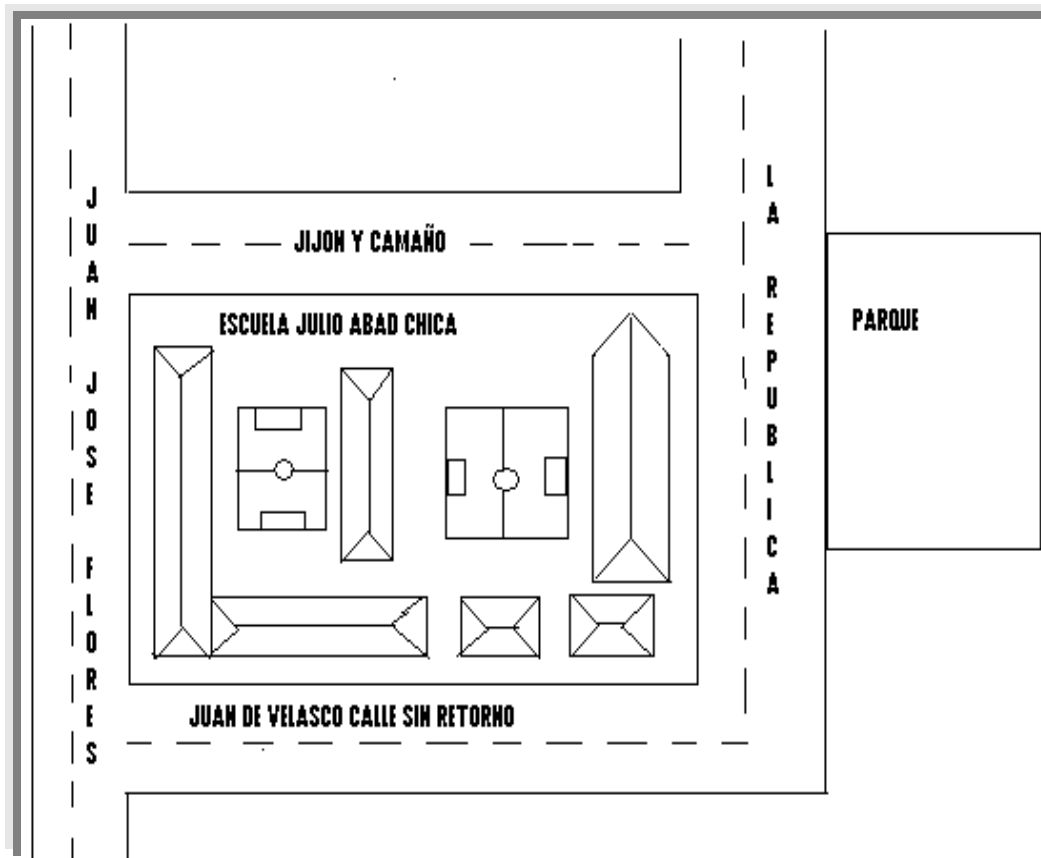 JUAN JOSE FLORES
JIJON Y CAMAÑO
LA REPUBLICA
ESCUELA JULIO ABAD CHICA
PARQUE
JUAN DE VELASCO CALLE SIN RETORNO